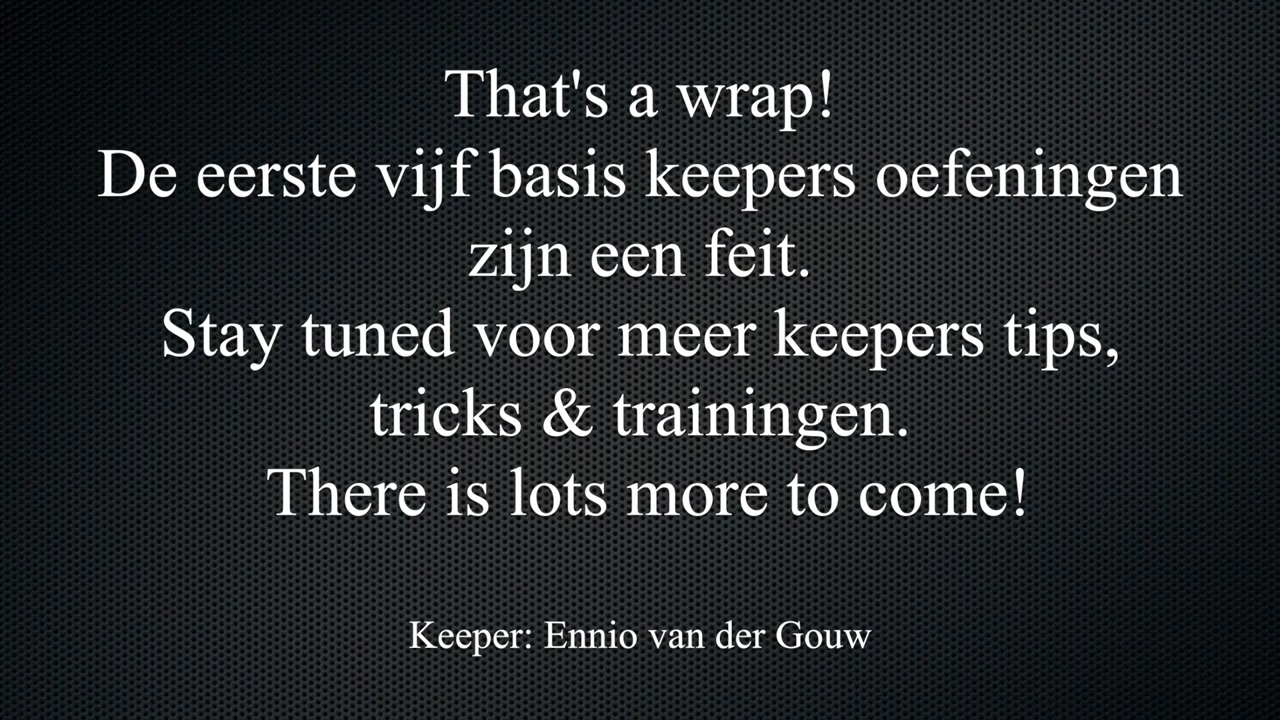 That's a wrap!
De eerste vijf basis keepers oefeningen
zijn een feit.
Stay tuned voor meer keepers tips,
tricks & trainingen.
There is lots more to come!
Keeper: Ennio van der Gouw